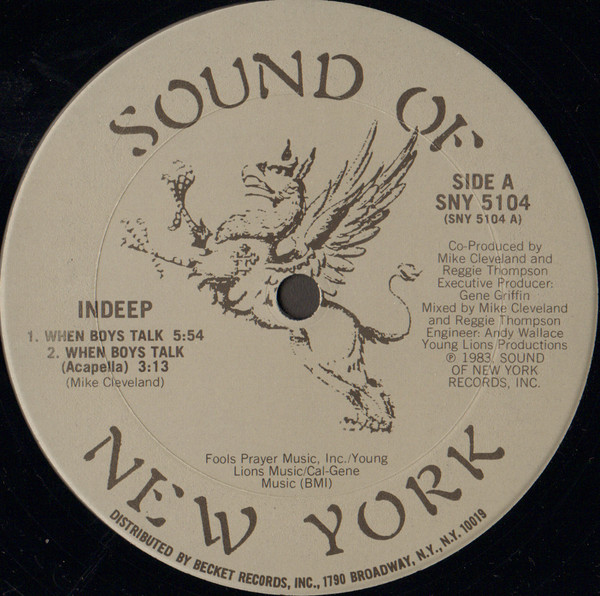 SOUND OF
SIDE A
SNY 5104
(SNY 5104 A)
Co-Produced by
Mike Cleveland and
Reggie Thompson
Executive Producer:
Gene Griffin
Mixed by Mike Cleveland
and Reggie Thompson
Engineer: Andy Wallace
Young Lions Productions
℗ 1983 SOUND
OF NEW YORK
RECORDS, INC.
INDEEP
1. WHEN BOYS TALK 5:54
2. WHEN BOYS TALK
(Acapella) 3:13
(Mike Cleveland)
Fools Prayer Music, Inc./Young
Lions Music/Cal-Gene
Music (BMI)
NEW YORK
DISTRIBUTED BY BECKET RECORDS, INC., 1790 BROADWAY, N.Y., N.Y. 10019